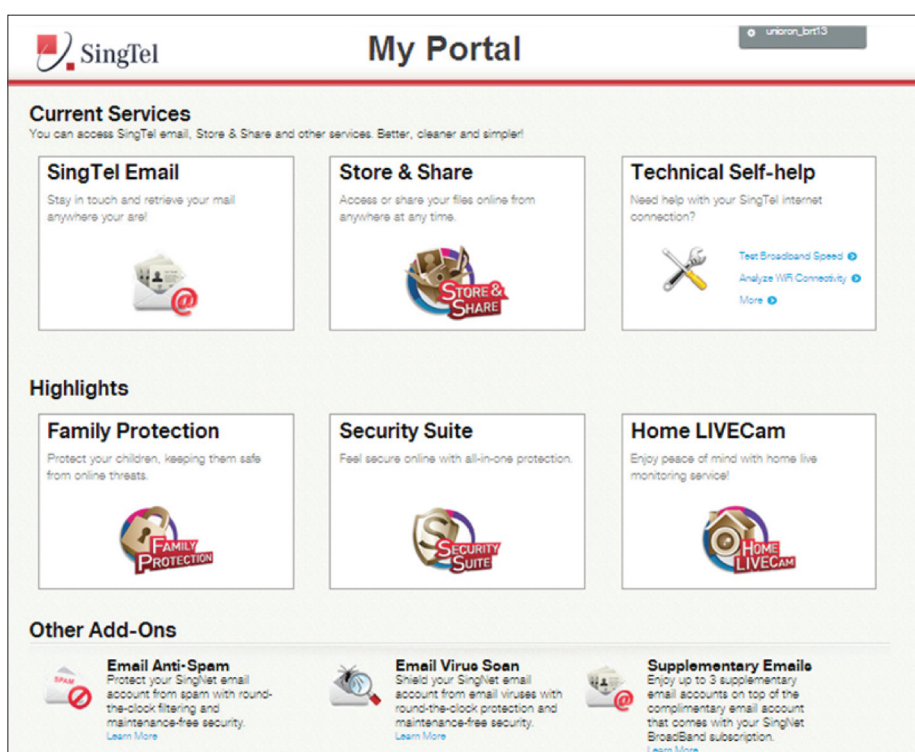 SingTel
My Portal
unicron_brt13
Current Services
You can access SingTel email, Store & Share and other services. Better, cleaner and simpler!
SingTel Email
Stay in touch and retrieve your mail
anywhere your are!
Store & Share
Access or share your files online from
anywhere at any time.
STORE &
SHARE
Technical Self-help
Need help with your SingTel internet
connection?
Test Broadband Speed
Analyze WiFi Connectivity
More
Highlights
Family Protection
Protect your children, keeping them safe
from online threats.
FAMILY
PROTECTION
Security Suite
Feel secure online with all-in-one protection.
SECURITY
SUITE
Home LIVECam
Enjoy peace of mind with home live
monitoring service!
HOME
LIVECAM
Other Add-Ons
SPAM
Email Anti-Spam
Protect your SingNet email
account from spam with round-
the-clock filtering and
maintenance-free security.
Learn More
Email Virus Scan
Shield your SingNet email
account from email viruses with
round-the-clock protection and
maintenance-free security.
Learn More
Supplementary Emails
Enjoy up to 3 supplementary
email accounts on top of the
complimentary email account
that comes with your SingNet
BroadBand subscription.
Learn More